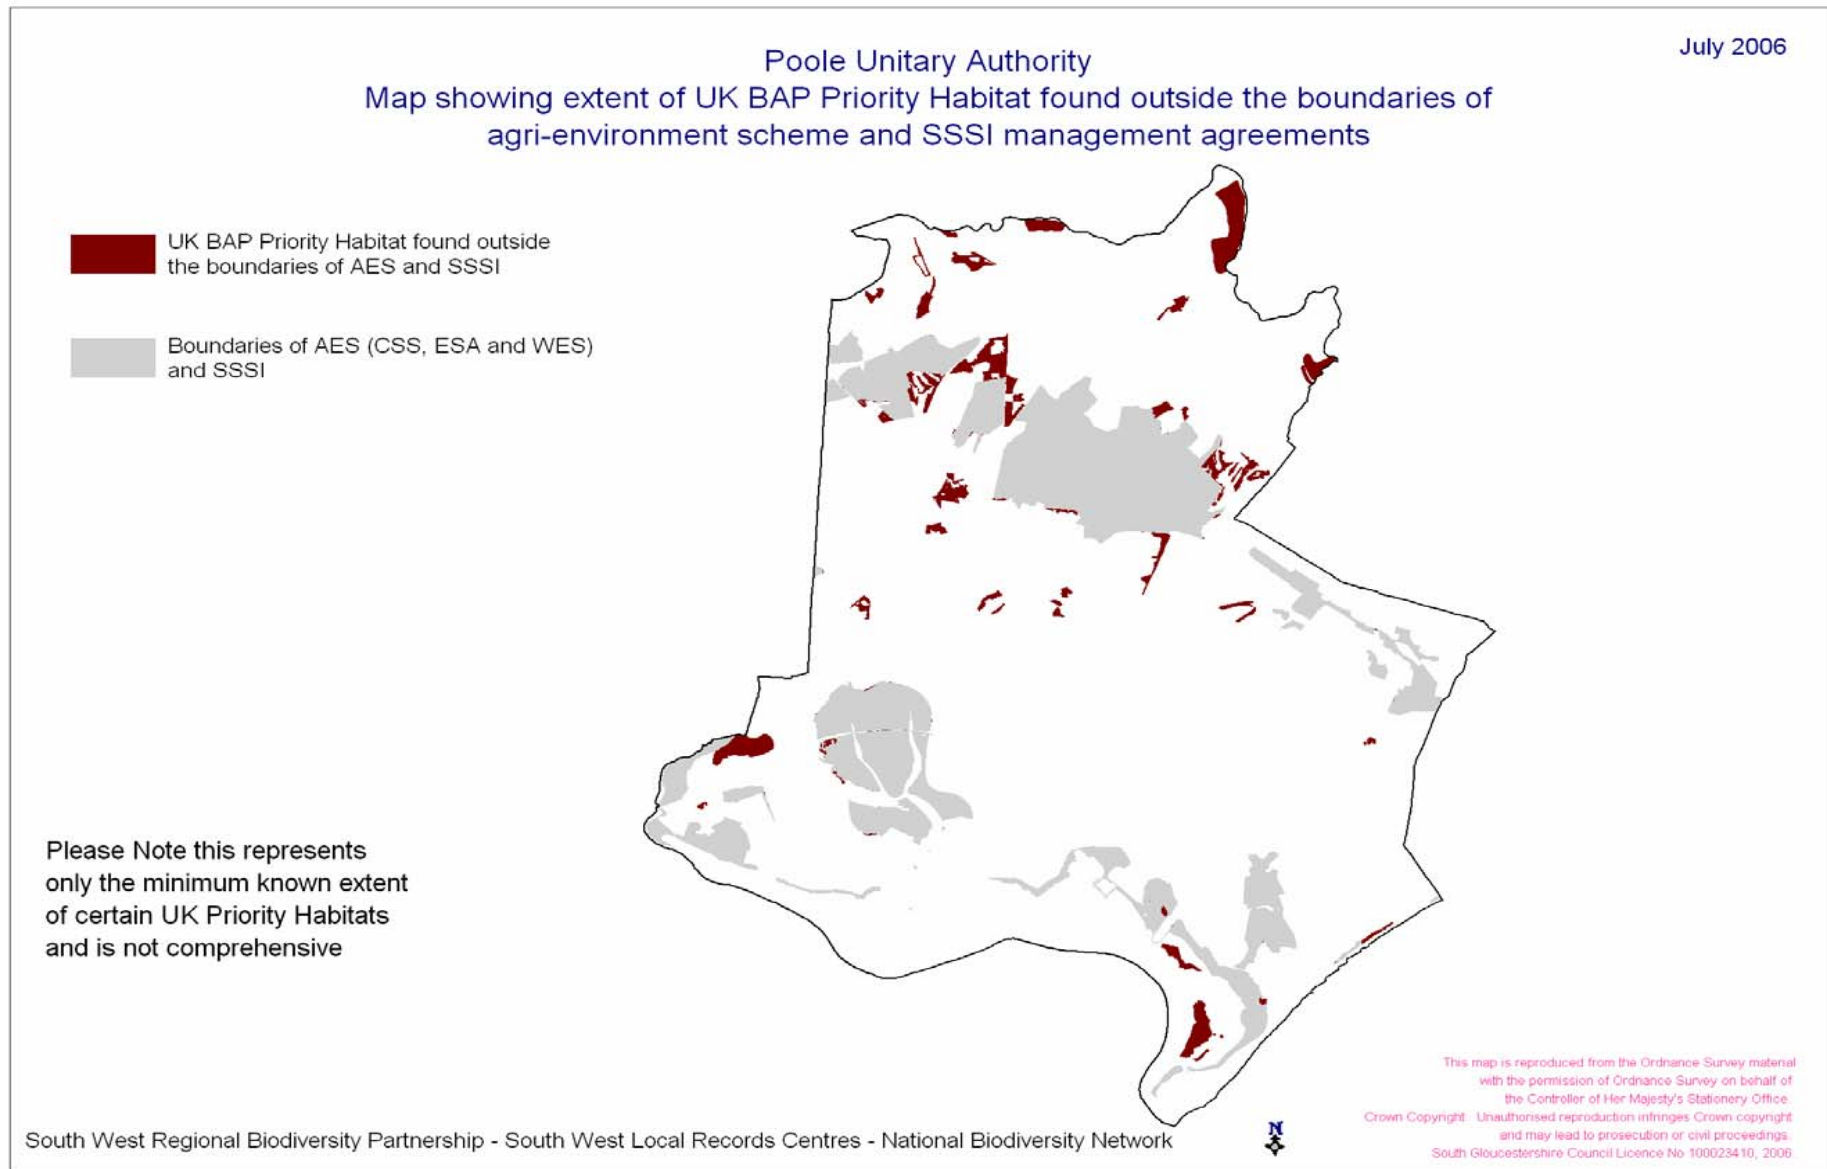 July 2006
Poole Unitary Authority
Map showing extent of UK BAP Priority Habitat found outside the boundaries of
agri-environment scheme and SSSI management agreements
UK BAP Priority Habitat found outside
the boundaries of AES and SSSI
Boundaries of AES (CSS, ESA and WES)
and SSSI
Please Note this represents
only the minimum known extent
of certain UK Priority Habitats
and is not comprehensive
This map is reproduced from the Ordnance Survey material
with the permission of Ordnance Survey on behalf of
the Controller of Her Majesty's Stationery Office.
Crown Copyright. Unauthorised reproduction infringes Crown copyright
and may lead to prosecution or civil proceedings.
South Gloucestershire Council Licence No 100023410, 2006.
South West Regional Biodiversity Partnership - South West Local Records Centres - National Biodiversity Network
N